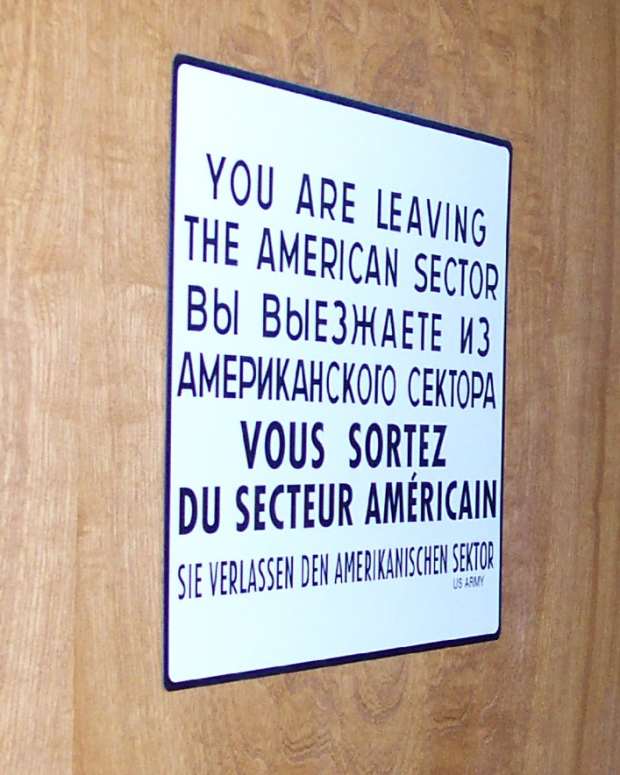 YOU ARE LEAVING
THE AMERICAN SECTOR
ВЫ ВЫЕЗЖАЕТЕ ИЗ
АМЕРИКАНСКОГО СЕКТОРА
VOUS SORTEZ
DU SECTEUR AMÉRICAIN
SIE VERLASSEN DEN AMERIKANISCHEN SEKTOR
US ARMY